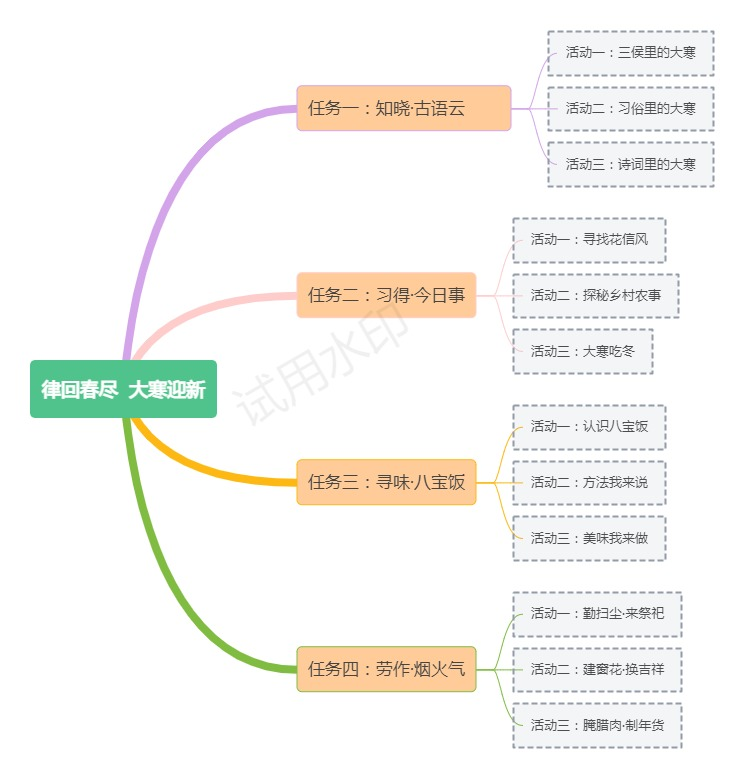 律回春尽 大寒迎新
任务一：知晓·古语云
活动一：三侯里的大寒
活动二：习俗里的大寒
活动三：诗词里的大寒
任务二：习得·今日事
活动一：寻找花信风
活动二：探秘乡村农事
活动三：大寒吃冬
任务三：寻味·八宝饭
活动一：认识八宝饭
活动二：方法我来说
活动三：美味我来做
任务四：劳作·烟火气
活动一：勤扫尘·来祭祀
活动二：建窗花·换吉祥
活动三：腌腊肉·制年货
试用水印